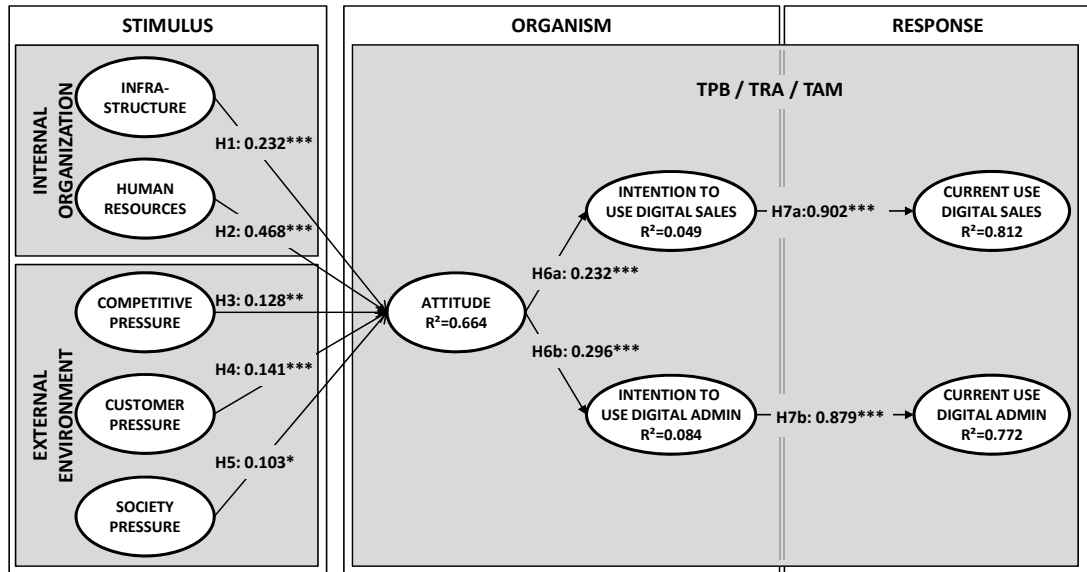 STIMULUS
ORGANISM
RESPONSE
INTERNAL
ORGANIZATION
INFRA-
STRUCTURE
HUMAN
RESOURCES
H1: 0.232***
H2: 0.468***
EXTERNAL
ENVIRONMENT
COMPETITIVE
PRESSURE
CUSTOMER
PRESSURE
SOCIETY
PRESSURE
H3: 0.128**
H4: 0.141***
H5: 0.103*
TPB / TRA / TAM
ATTITUDE
R²=0.664
H6a: 0.232***
H6b: 0.296***
INTENTION TO
USE DIGITAL SALES
R²=0.049
H7a:0.902***
CURRENT USE
DIGITAL SALES
R²=0.812
INTENTION TO
USE DIGITAL ADMIN
R²=0.084
H7b: 0.879***
CURRENT USE
DIGITAL ADMIN
R²=0.772